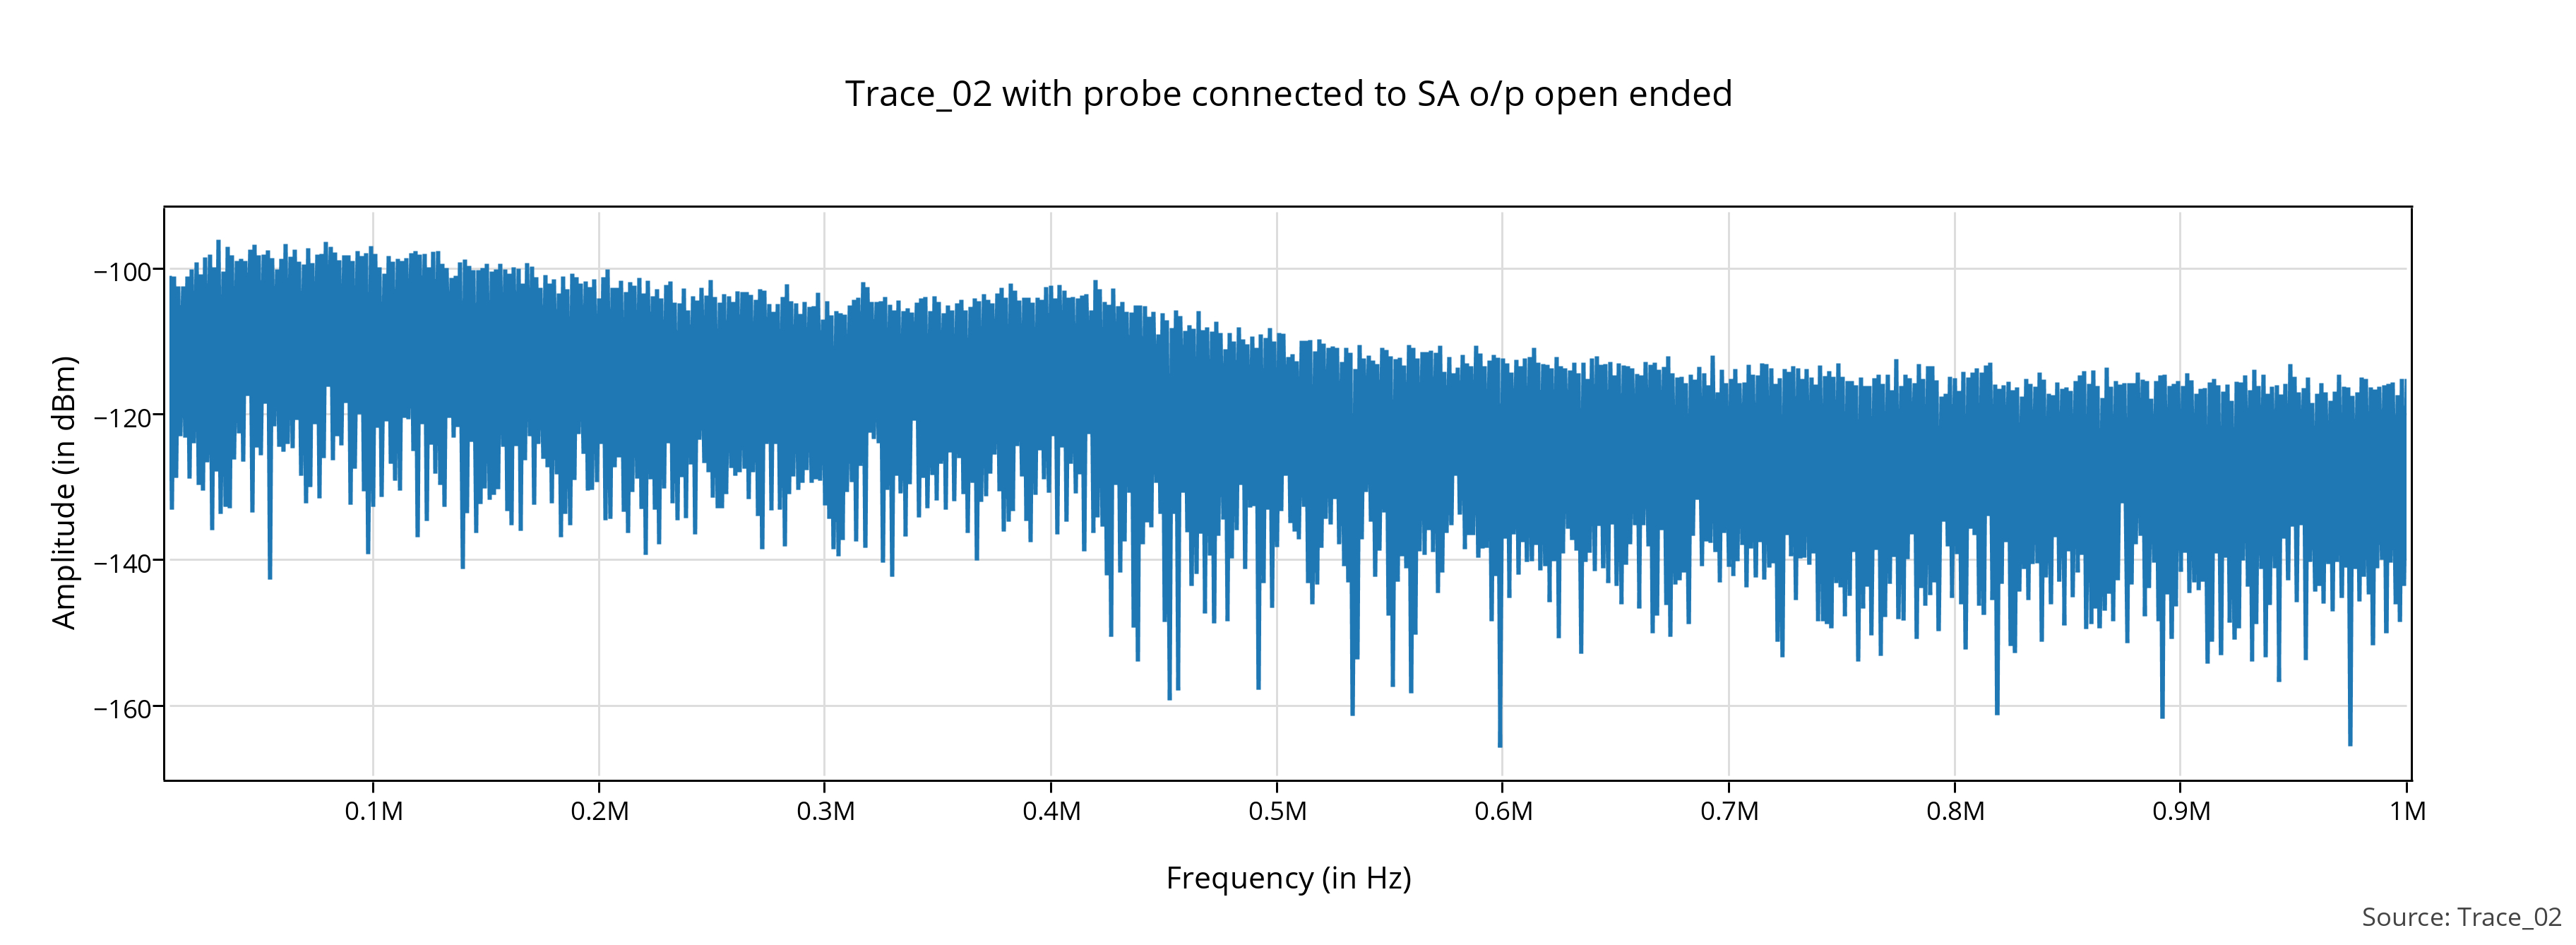 Trace_02 with probe connected to SA o/p open ended
Amplitude (in dBm)
−100
−120
−140
−160
0.1M 0.2M 0.3M 0.4M 0.5M 0.6M 0.7M 0.8M 0.9M 1M
Frequency (in Hz)
Source: Trace_02